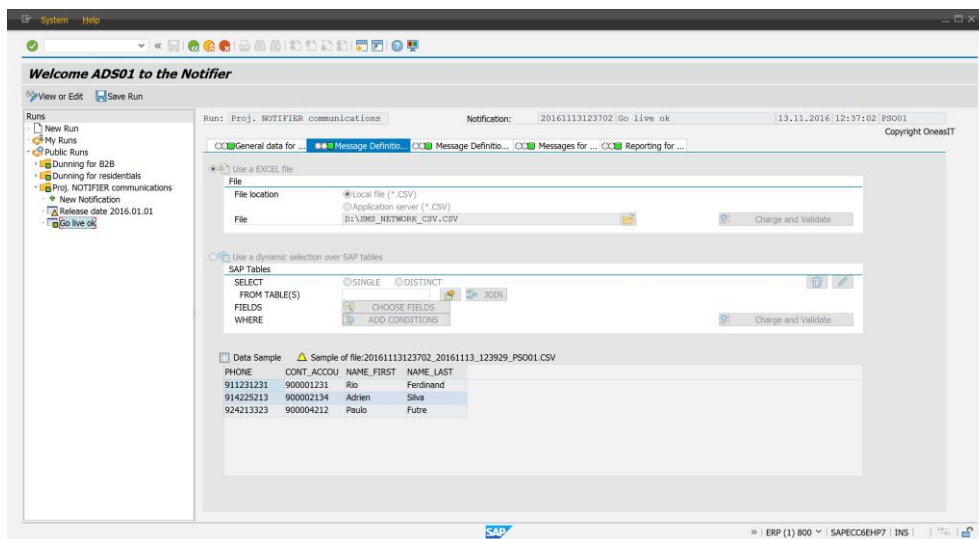 System Help
Welcome ADS01 to the Notifier
View or Edit Save Run
Runs
New Run
My Runs
Public Runs
Dunning for B2B
Dunning for residentials
Proj. NOTIFIER communications
New Notification
Release date 2016.01.01
Go live ok
Run: Proj. NOTIFIER communications Notification: 20161113123702 Go live ok 13.11.2016 12:37:02 PSO01
Copyright OneasIT
General data for ... Message Definitio... Message Definitio... Messages for ... Reporting for ...
Use a EXCEL file
File
File location Local file (*.CSV)
Application server (*.CSV)
File D:\SMS_NETWORK_CSV.CSV Charge and Validate
Use a dynamic selection over SAP tables
SAP Tables
SELECT SINGLE DISTINCT
FROM TABLE(S) JOIN
FIELDS CHOOSE FIELDS
WHERE ADD CONDITIONS Charge and Validate
Data Sample Sample of file:20161113123702_20161113_123929_PSO01.CSV
PHONE CONT_ACCOU NAME_FIRST NAME_LAST
911231231 900001231 Rio Ferdinand
914225213 900002134 Adrien Silva
924213323 900004212 Paulo Futre
SAP
ERP (1) 800 SAPECC6EHP7 INS